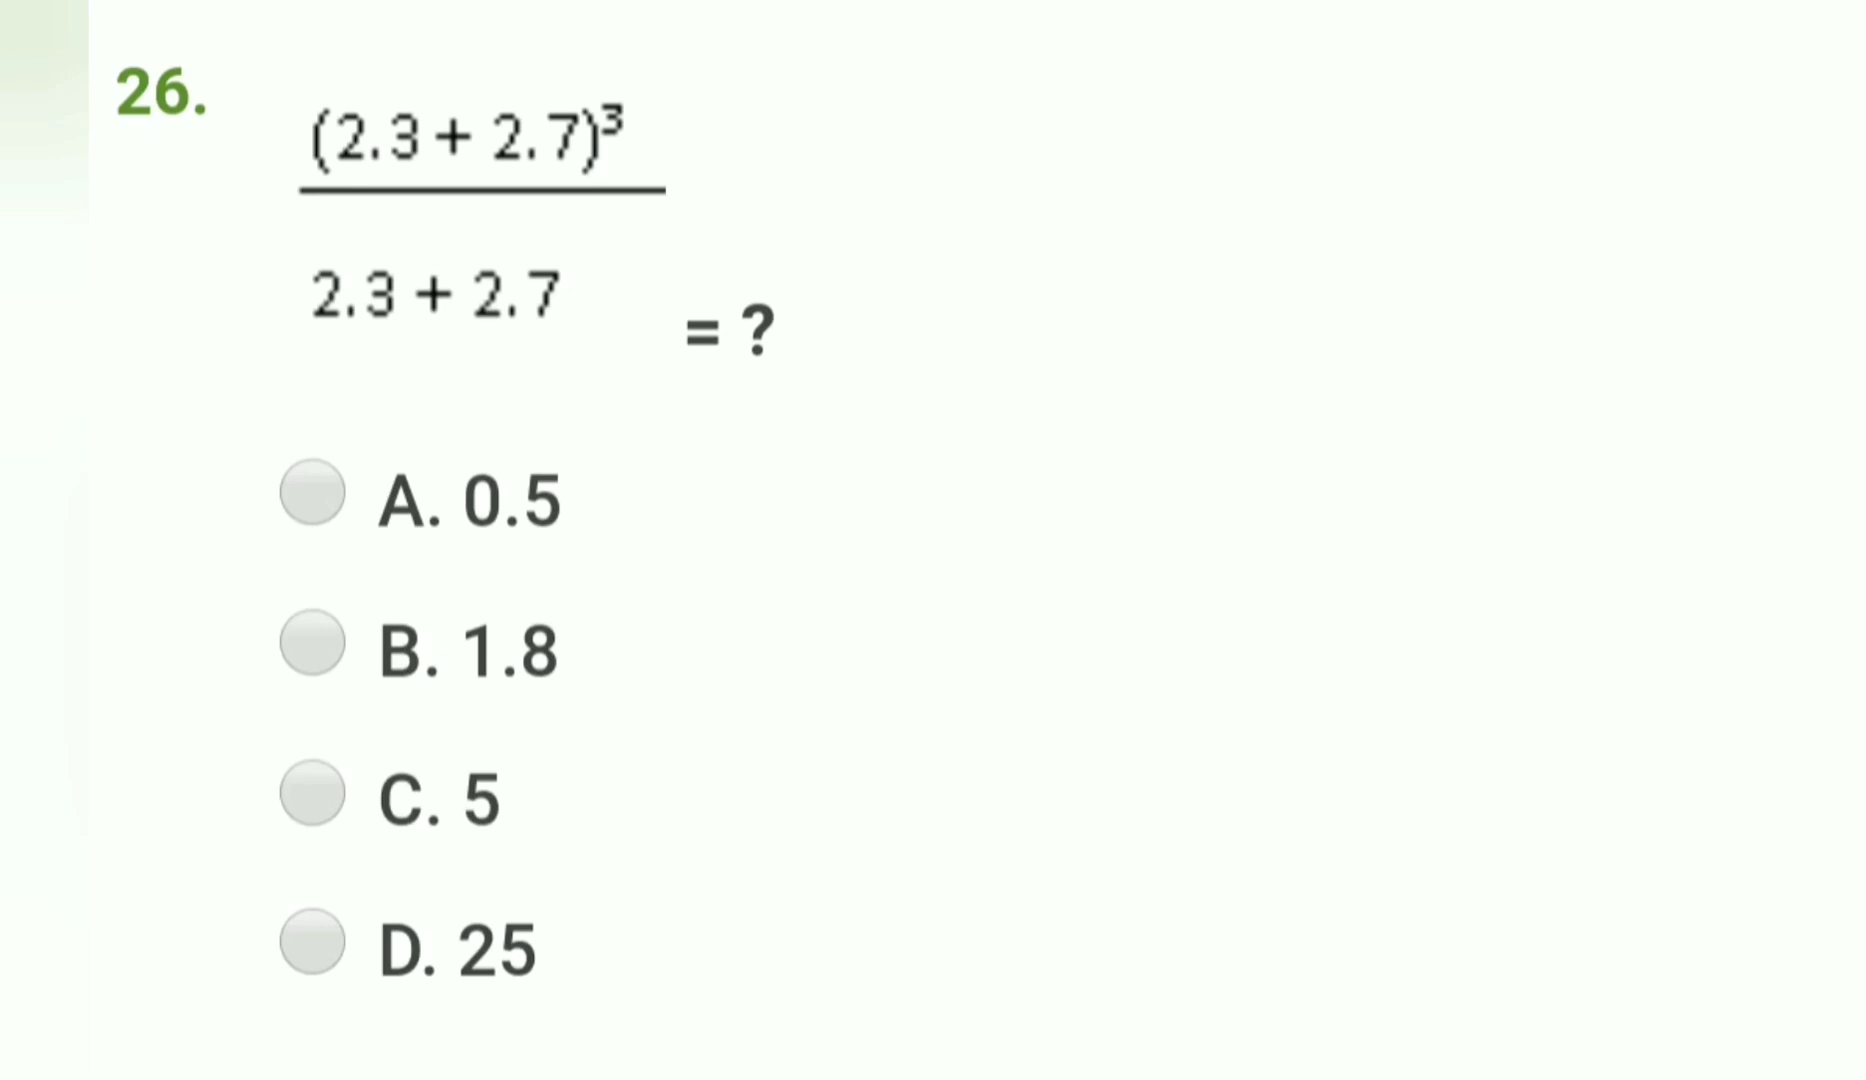 26.
(2.3 + 2.7)³
2.3 + 2.7
= ?
A. 0.5
B. 1.8
C. 5
D. 25